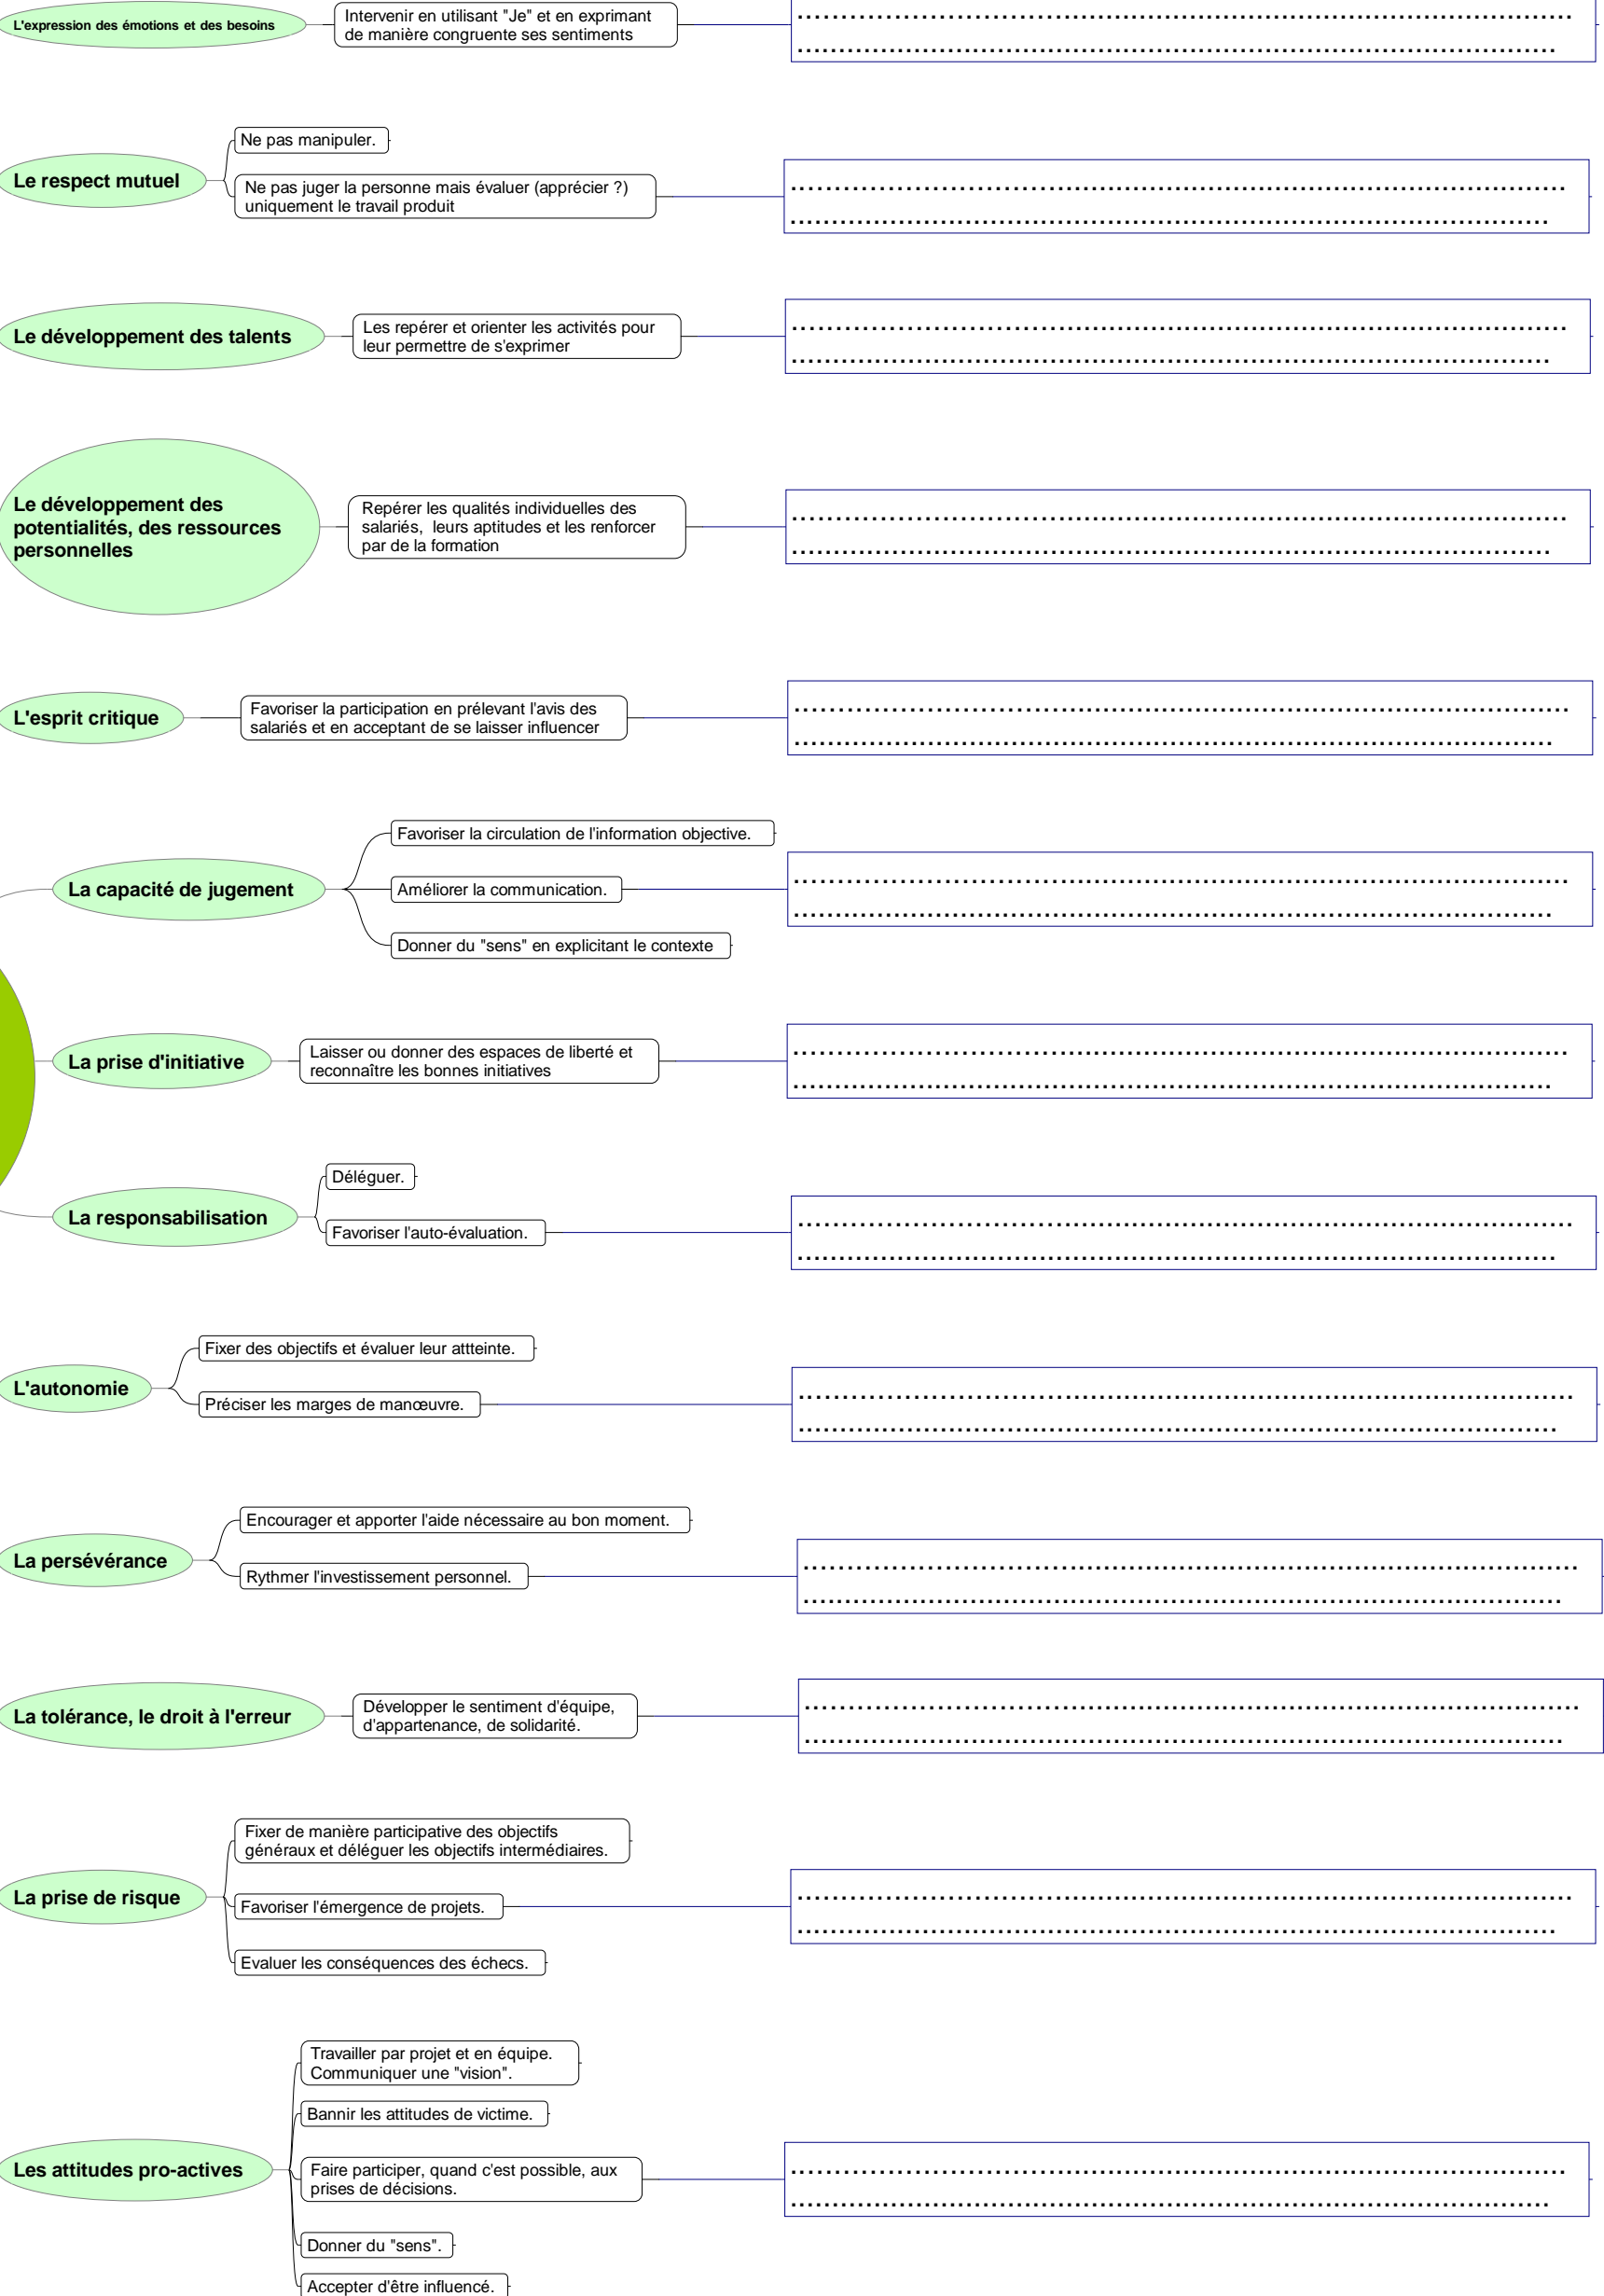 L'expression des émotions et des besoins
Intervenir en utilisant "Je" et en exprimant
de manière congruente ses sentiments
Le respect mutuel
Ne pas manipuler.
Ne pas juger la personne mais évaluer (apprécier ?)
uniquement le travail produit
Le développement des talents
Les repérer et orienter les activités pour
leur permettre de s'exprimer
Le développement des
potentialités, des ressources
personnelles
Repérer les qualités individuelles des
salariés, leurs aptitudes et les renforcer
par de la formation
L'esprit critique
Favoriser la participation en prélevant l'avis des
salariés et en acceptant de se laisser influencer
La capacité de jugement
Favoriser la circulation de l'information objective.
Améliorer la communication.
Donner du "sens" en explicitant le contexte
La prise d'initiative
Laisser ou donner des espaces de liberté et
reconnaître les bonnes initiatives
La responsabilisation
Déléguer.
Favoriser l'auto-évaluation.
L'autonomie
Fixer des objectifs et évaluer leur attteinte.
Préciser les marges de manœuvre.
La persévérance
Encourager et apporter l'aide nécessaire au bon moment.
Rythmer l'investissement personnel.
La tolérance, le droit à l'erreur
Développer le sentiment d'équipe,
d'appartenance, de solidarité.
La prise de risque
Fixer de manière participative des objectifs
généraux et déléguer les objectifs intermédiaires.
Favoriser l'émergence de projets.
Evaluer les conséquences des échecs.
Les attitudes pro-actives
Travailler par projet et en équipe.
Communiquer une "vision".
Bannir les attitudes de victime.
Faire participer, quand c'est possible, aux
prises de décisions.
Donner du "sens".
Accepter d'être influencé.